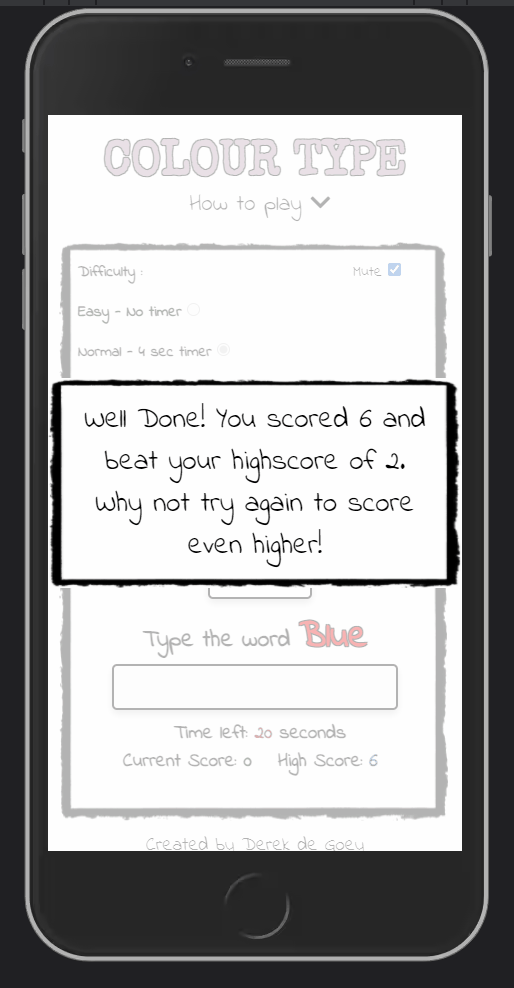 COLOUR TYPE
How to play
Difficulty :
Mute
Easy - No timer
Normal - 4 sec timer
Well Done! You scored 6 and
beat your highscore of 2.
Why not try again to score
even higher!
Type the word Blue
Time left: 20 seconds
Current Score: 0 High Score: 6
Created by Derek de Goey